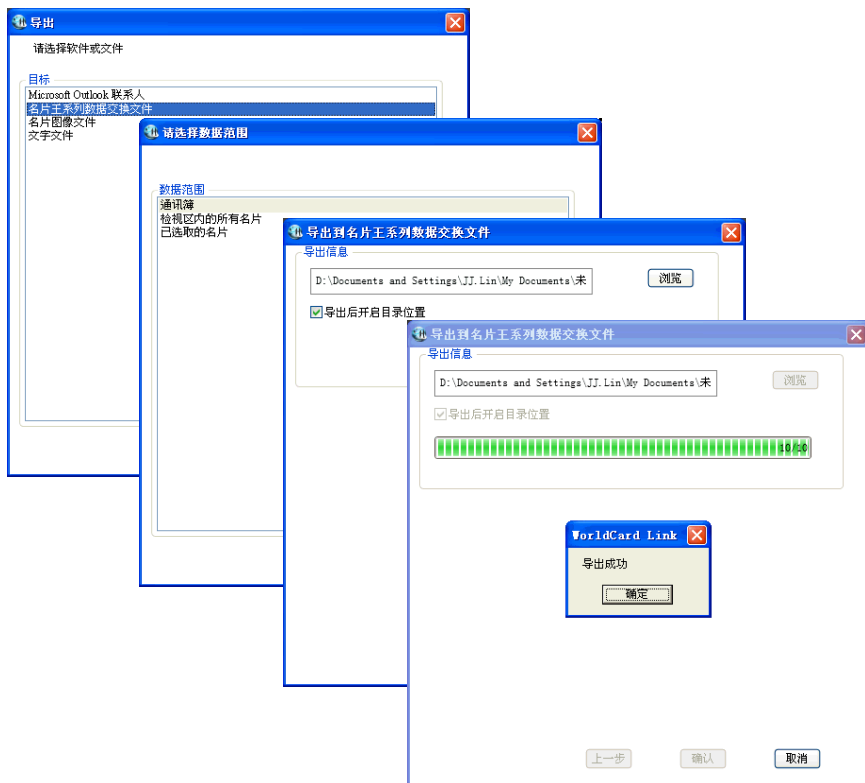 导出
请选择软件或文件
目标
Microsoft Outlook 联系人
名片王系列数据交换文件
名片图像文件
文字文件
请选择数据范围
数据范围
通讯簿
检视区内的所有名片
已选取的名片
导出到名片王系列数据交换文件
导出信息
D:\Documents and Settings\JJ.Lin\My Documents\未
浏览
导出后开启目录位置
导出到名片王系列数据交换文件
导出信息
D:\Documents and Settings\JJ.Lin\My Documents\未
浏览
导出后开启目录位置
10/10
WorldCard Link
导出成功
确定
上一步
确认
取消